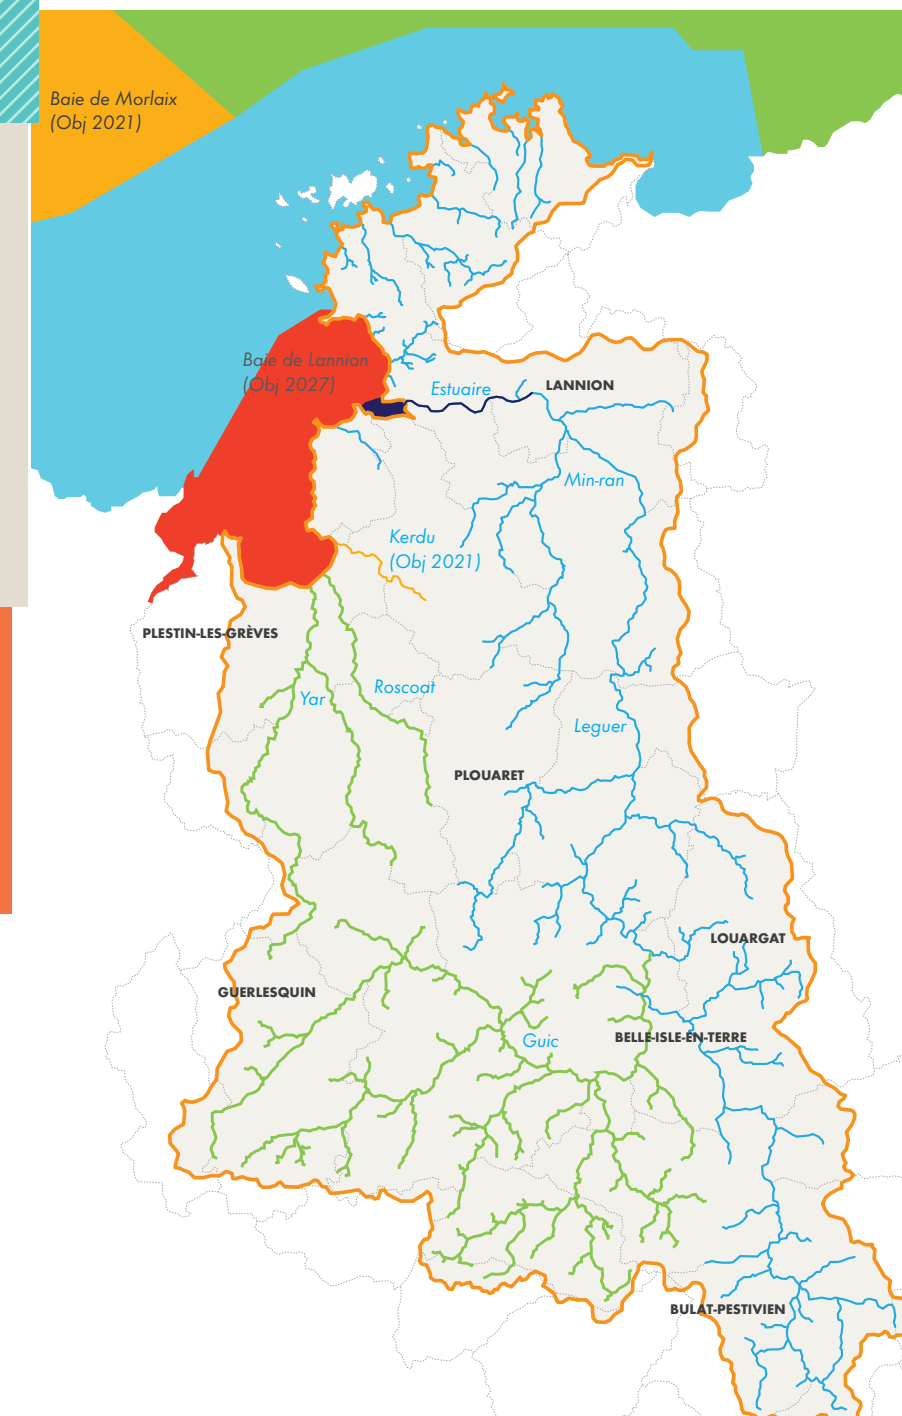 Baie de Morlaix
(Obj 2021)
Baie de Lannion
(Obj 2027)
Estuaire
LANNION
Min-ran
Kerdu
(Obj 2021)
PLESTIN-LES-GRÈVES
Yar
Roscoat
Leguer
PLOUARET
LOUARGAT
GUERLESQUIN
Guic
BELLE-ISLE-EN-TERRE
BULAT-PESTIVIEN